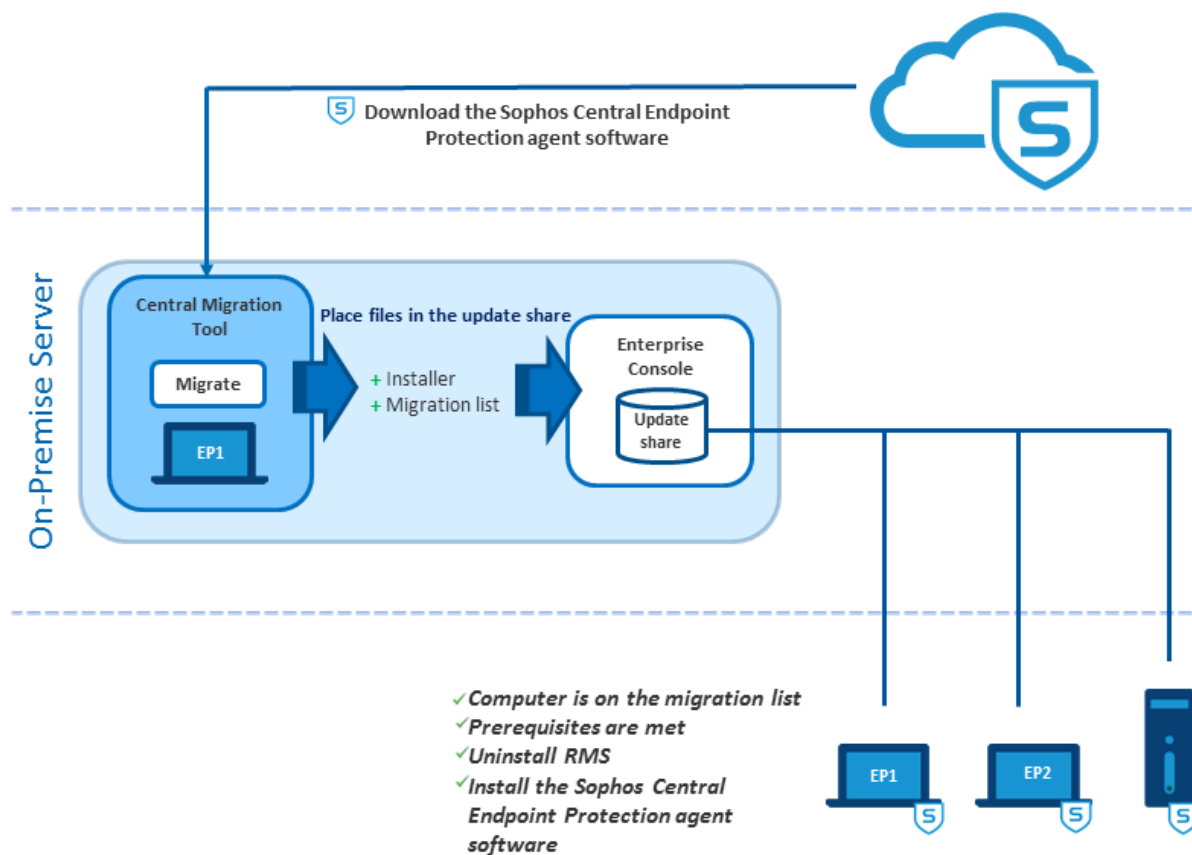 Download the Sophos Central Endpoint
Protection agent software
S
S
On-Premise Server
Central Migration
Tool
Migrate
EP1
Place files in the update share
+ Installer
+ Migration list
Enterprise
Console
Update
share
✓Computer is on the migration list
✓Prerequisites are met
✓Uninstall RMS
✓Install the Sophos Central
Endpoint Protection agent
software
EP1
S
EP2
S
S